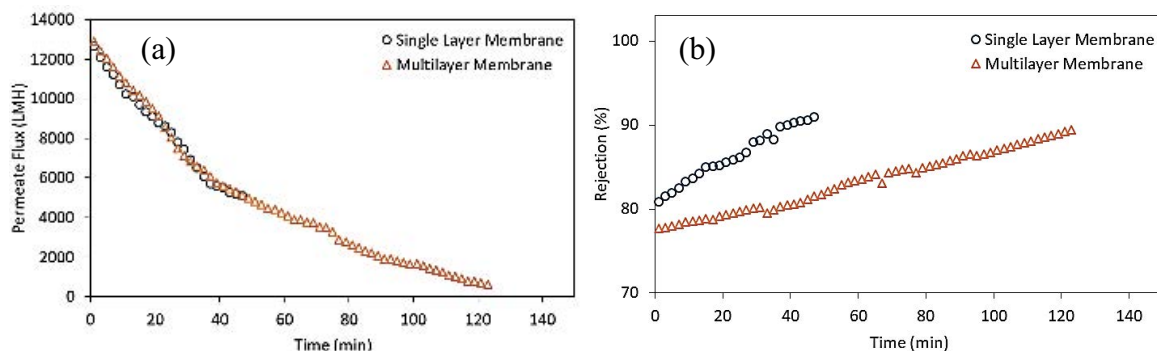 (a)
Single Layer Membrane
Multilayer Membrane
Permeate Flux (LMH)
14000
12000
10000
8000
6000
4000
2000
0
0 20 40 60 80 100 120 140
Time (min)
(b)
Single Layer Membrane
Multilayer Membrane
Rejection (%)
100
90
80
70
0 20 40 60 80 100 120 140
Time (min)